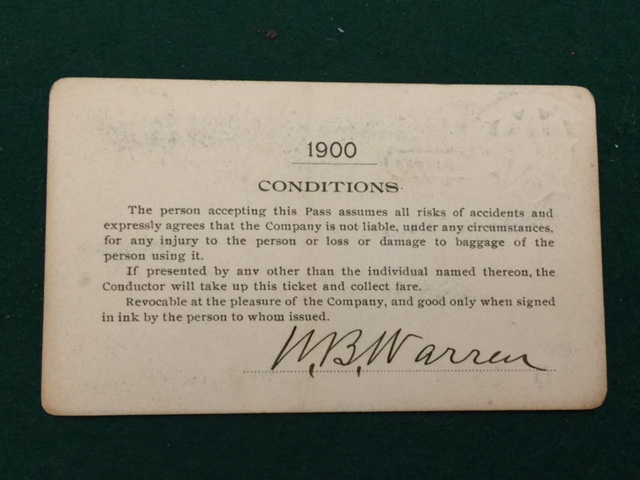 1900
CONDITIONS.
The person accepting this Pass assumes all risks of accidents and
expressly agrees that the Company is not liable, under any circumstances,
for any injury to the person or loss or damage to baggage of the
person using it.
If presented by any other than the individual named thereon, the
Conductor will take up this ticket and collect fare.
Revocable at the pleasure of the Company, and good only when signed
in ink by the person to whom issued.
W.B. Warren